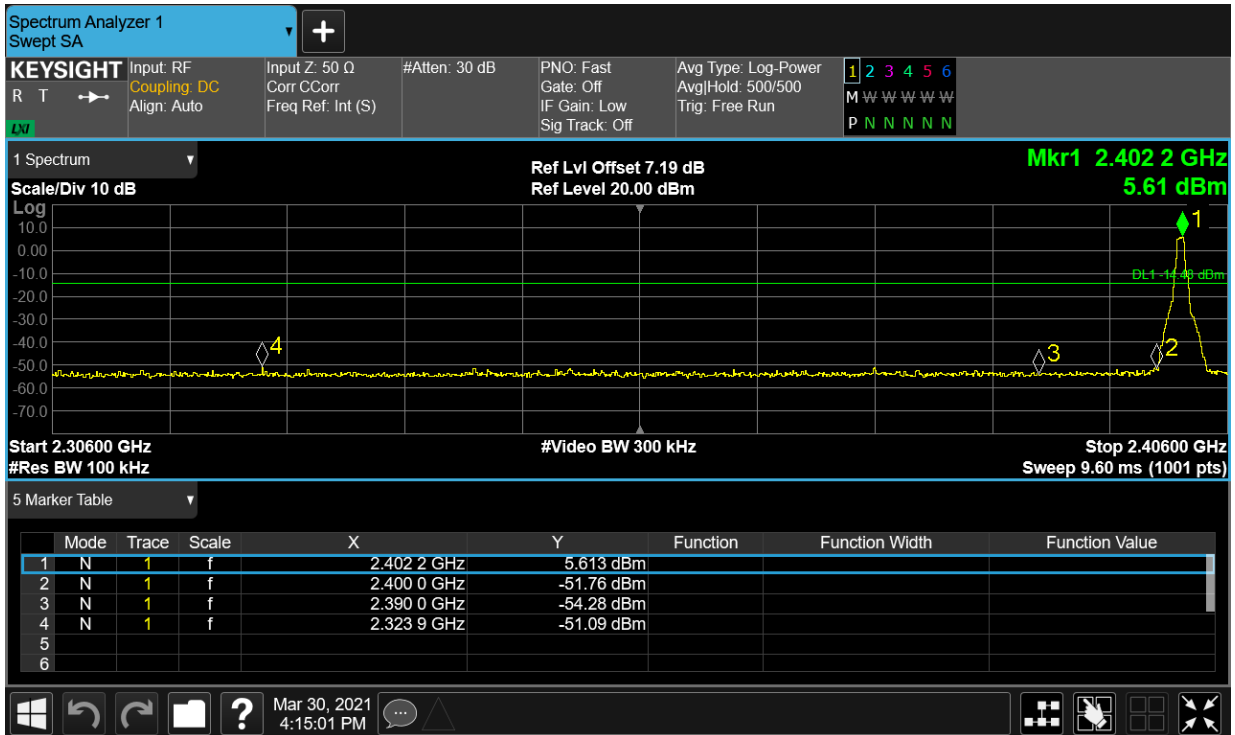 Spectrum Analyzer 1
Swept SA
KEYSIGHT
R T
LXI
Input: RF
Coupling: DC
Align: Auto
Input Z: 50 Ω
Corr CCorr
Freq Ref: Int (S)
#Atten: 30 dB
PNO: Fast
Gate: Off
IF Gain: Low
Sig Track: Off
Avg Type: Log-Power
Avg|Hold: 500/500
Trig: Free Run
1 2 3 4 5 6
M W W W W W
P N N N N N
1 Spectrum
Scale/Div 10 dB
Ref Lvl Offset 7.19 dB
Ref Level 20.00 dBm
Mkr1 2.402 2 GHz
5.61 dBm
Log
10.0
0.00
-10.0
-20.0
-30.0
-40.0
-50.0
-60.0
-70.0
1
DL1 -14.48 dBm
4
3
2
Start 2.30600 GHz
#Video BW 300 kHz
Stop 2.40600 GHz
#Res BW 100 kHz
Sweep 9.60 ms (1001 pts)
5 Marker Table
Mode Trace Scale X Y Function Function Width Function Value
1 N 1 f 2.402 2 GHz 5.613 dBm
2 N 1 f 2.400 0 GHz -51.76 dBm
3 N 1 f 2.390 0 GHz -54.28 dBm
4 N 1 f 2.323 9 GHz -51.09 dBm
5
6
?
Mar 30, 2021
4:15:01 PM